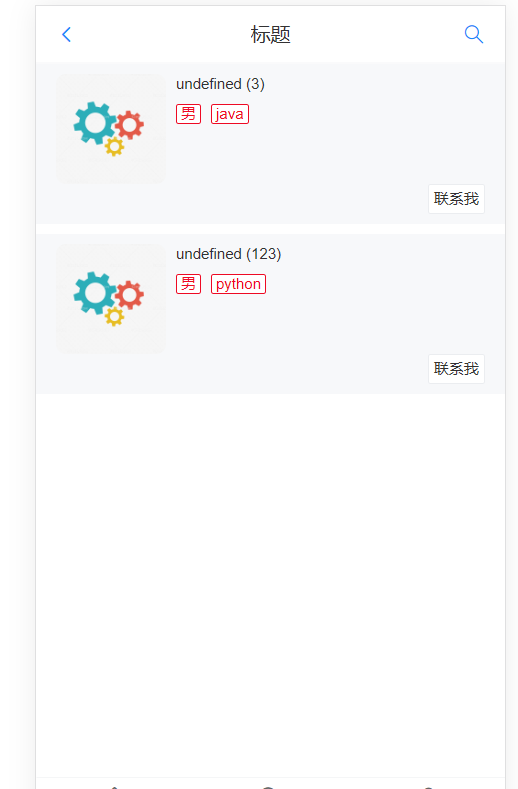 标题
undefined (3)
男 java
联系我
undefined (123)
男 python
联系我